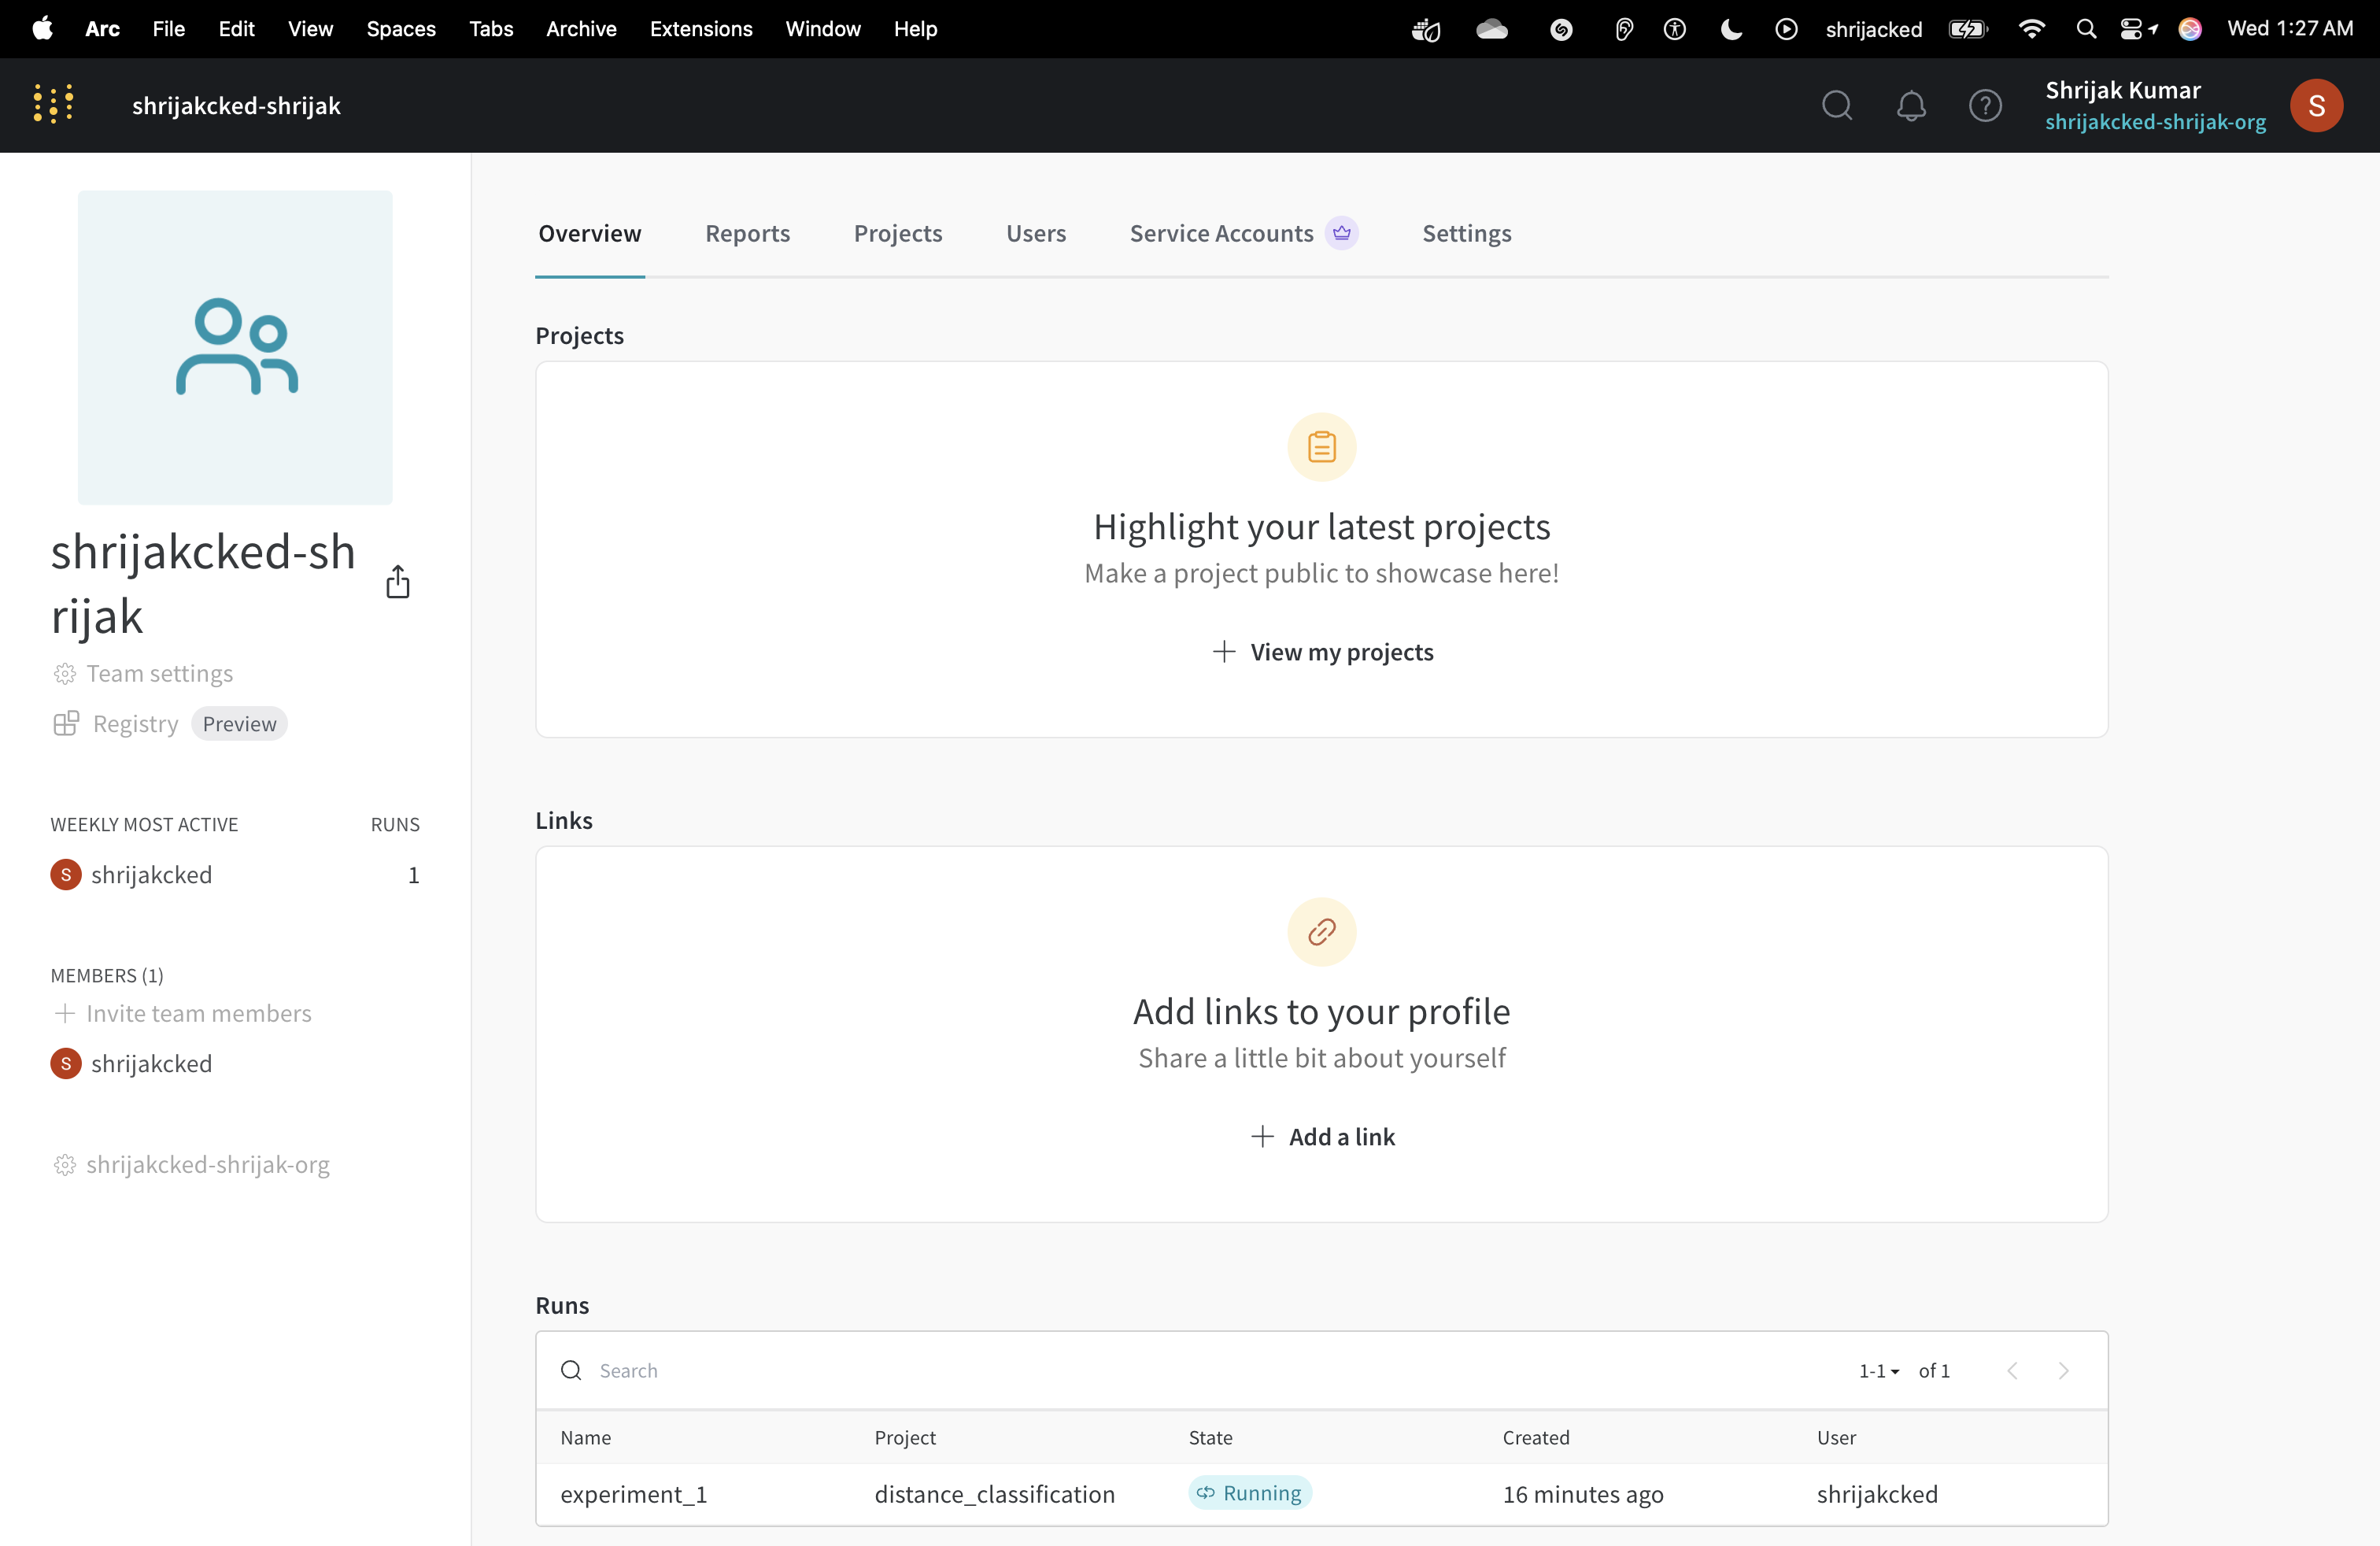 Arc File Edit View Spaces Tabs Archive Extensions Window Help shrijacked Wed 1:27 AM
shrijakcked-shrijak
Shrijak Kumar
shrijakcked-shrijak-org
S
shrijakcked-sh
rijak
Team settings
Registry Preview
WEEKLY MOST ACTIVE RUNS
S shrijakcked 1
MEMBERS (1)
Invite team members
S shrijakcked
shrijakcked-shrijak-org
Overview Reports Projects Users Service Accounts Settings
Projects
Highlight your latest projects
Make a project public to showcase here!
View my projects
Links
Add links to your profile
Share a little bit about yourself
Add a link
Runs
Search 1-1 of 1
Name Project State Created User
experiment_1 distance_classification Running 16 minutes ago shrijakcked